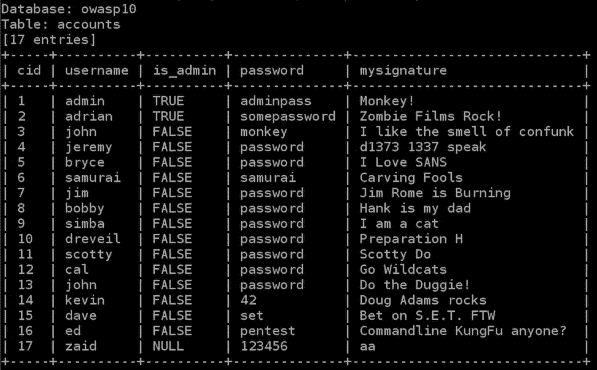 Database: owasp10
Table: accounts
[17 entries]
+-----+----------+----------+--------------+-----------------------------+
| cid | username | is_admin | password     | mysignature                 |
+-----+----------+----------+--------------+-----------------------------+
| 1   | admin    | TRUE     | adminpass    | Monkey!                     |
| 2   | adrian   | TRUE     | somepassword | Zombie Films Rock!          |
| 3   | john     | FALSE    | monkey       | I like the smell of confunk |
| 4   | jeremy   | FALSE    | password     | d1373 1337 speak            |
| 5   | bryce    | FALSE    | password     | I Love SANS                 |
| 6   | samurai  | FALSE    | samurai      | Carving Fools               |
| 7   | jim      | FALSE    | password     | Jim Rome is Burning         |
| 8   | bobby    | FALSE    | password     | Hank is my dad              |
| 9   | simba    | FALSE    | password     | I am a cat                  |
| 10  | dreveil  | FALSE    | password     | Preparation H               |
| 11  | scotty   | FALSE    | password     | Scotty Do                   |
| 12  | cal      | FALSE    | password     | Go Wildcats                 |
| 13  | john     | FALSE    | password     | Do the Duggie!              |
| 14  | kevin    | FALSE    | 42           | Doug Adams rocks            |
| 15  | dave     | FALSE    | set          | Bet on S.E.T. FTW           |
| 16  | ed       | FALSE    | pentest      | Commandline KungFu anyone?  |
| 17  | zaid     | NULL     | 123456       | aa                          |
+-----+----------+----------+--------------+-----------------------------+